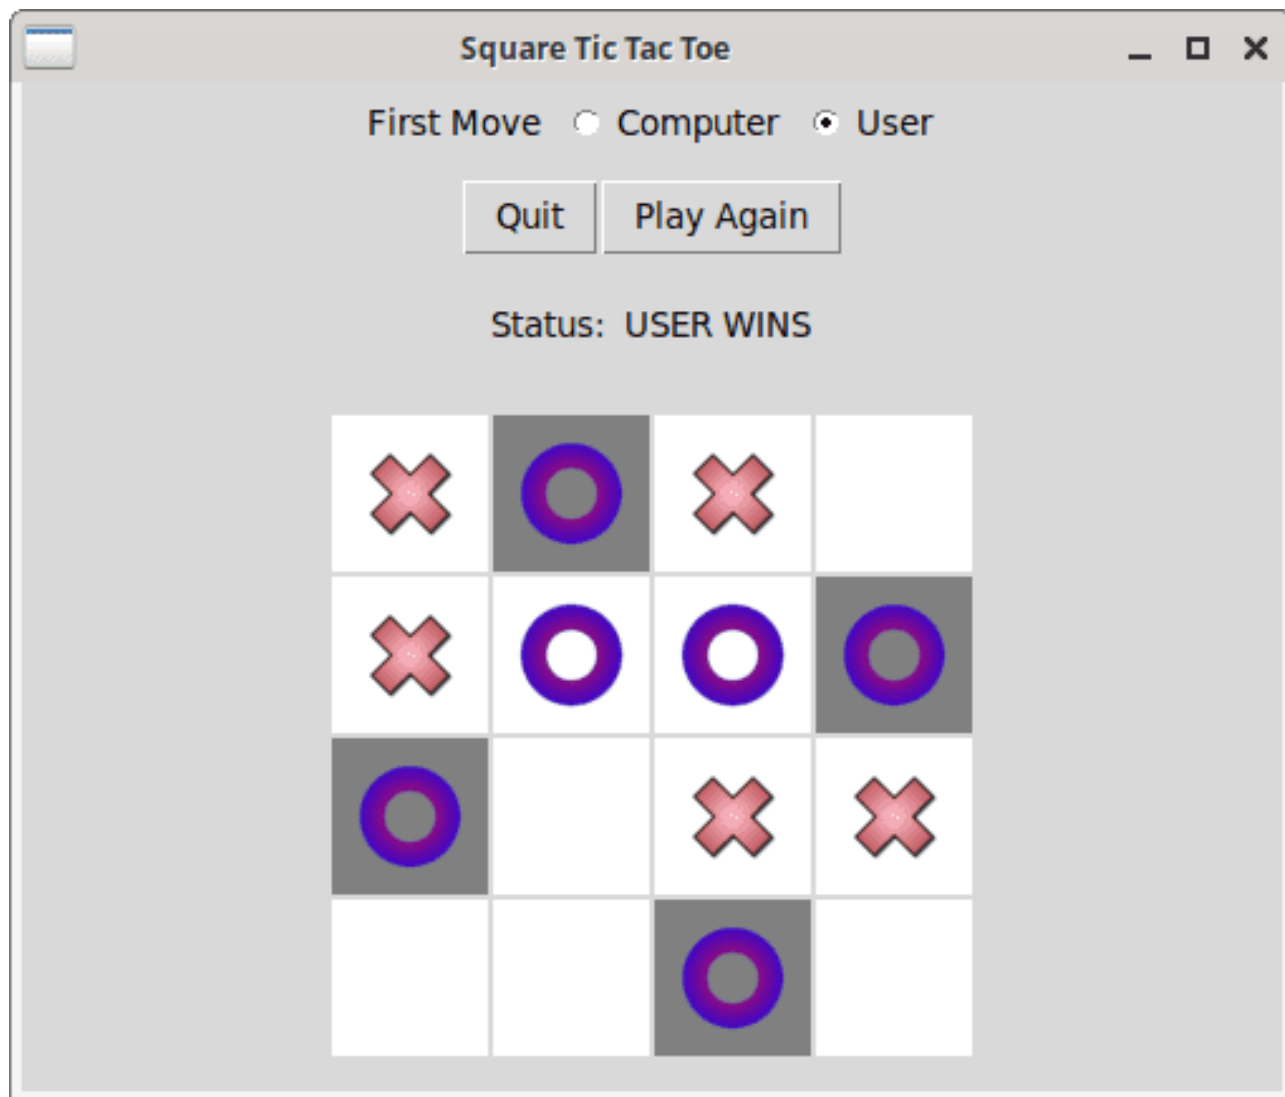 Square Tic Tac Toe
First Move Computer User
Quit Play Again
Status: USER WINS